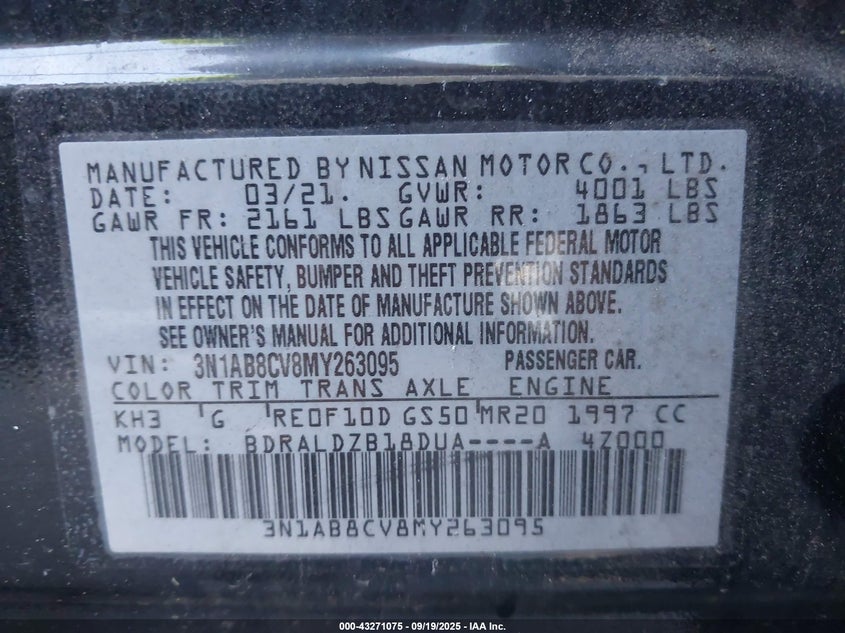 MANUFACTURED BY NISSAN MOTOR CO., LTD.
DATE: 03/21. GVWR: 4001 LBS
GAWR FR: 2161 LBS GAWR RR: 1863 LBS
THIS VEHICLE CONFORMS TO ALL APPLICABLE FEDERAL MOTOR
VEHICLE SAFETY, BUMPER AND THEFT PREVENTION STANDARDS
IN EFFECT ON THE DATE OF MANUFACTURE SHOWN ABOVE.
SEE OWNER'S MANUAL FOR ADDITIONAL INFORMATION.
VIN: 3N1AB8CV8MY263095 PASSENGER CAR.
COLOR TRIM TRANS AXLE ENGINE
KH3 'G 'RE0F10D GS50'MR20 1997 CC
MODEL: BDRALDZB18DUA----A 4Z000
3N1AB8CV8MY263095
000-43271075 - 09/19/2025 - IAA Inc.